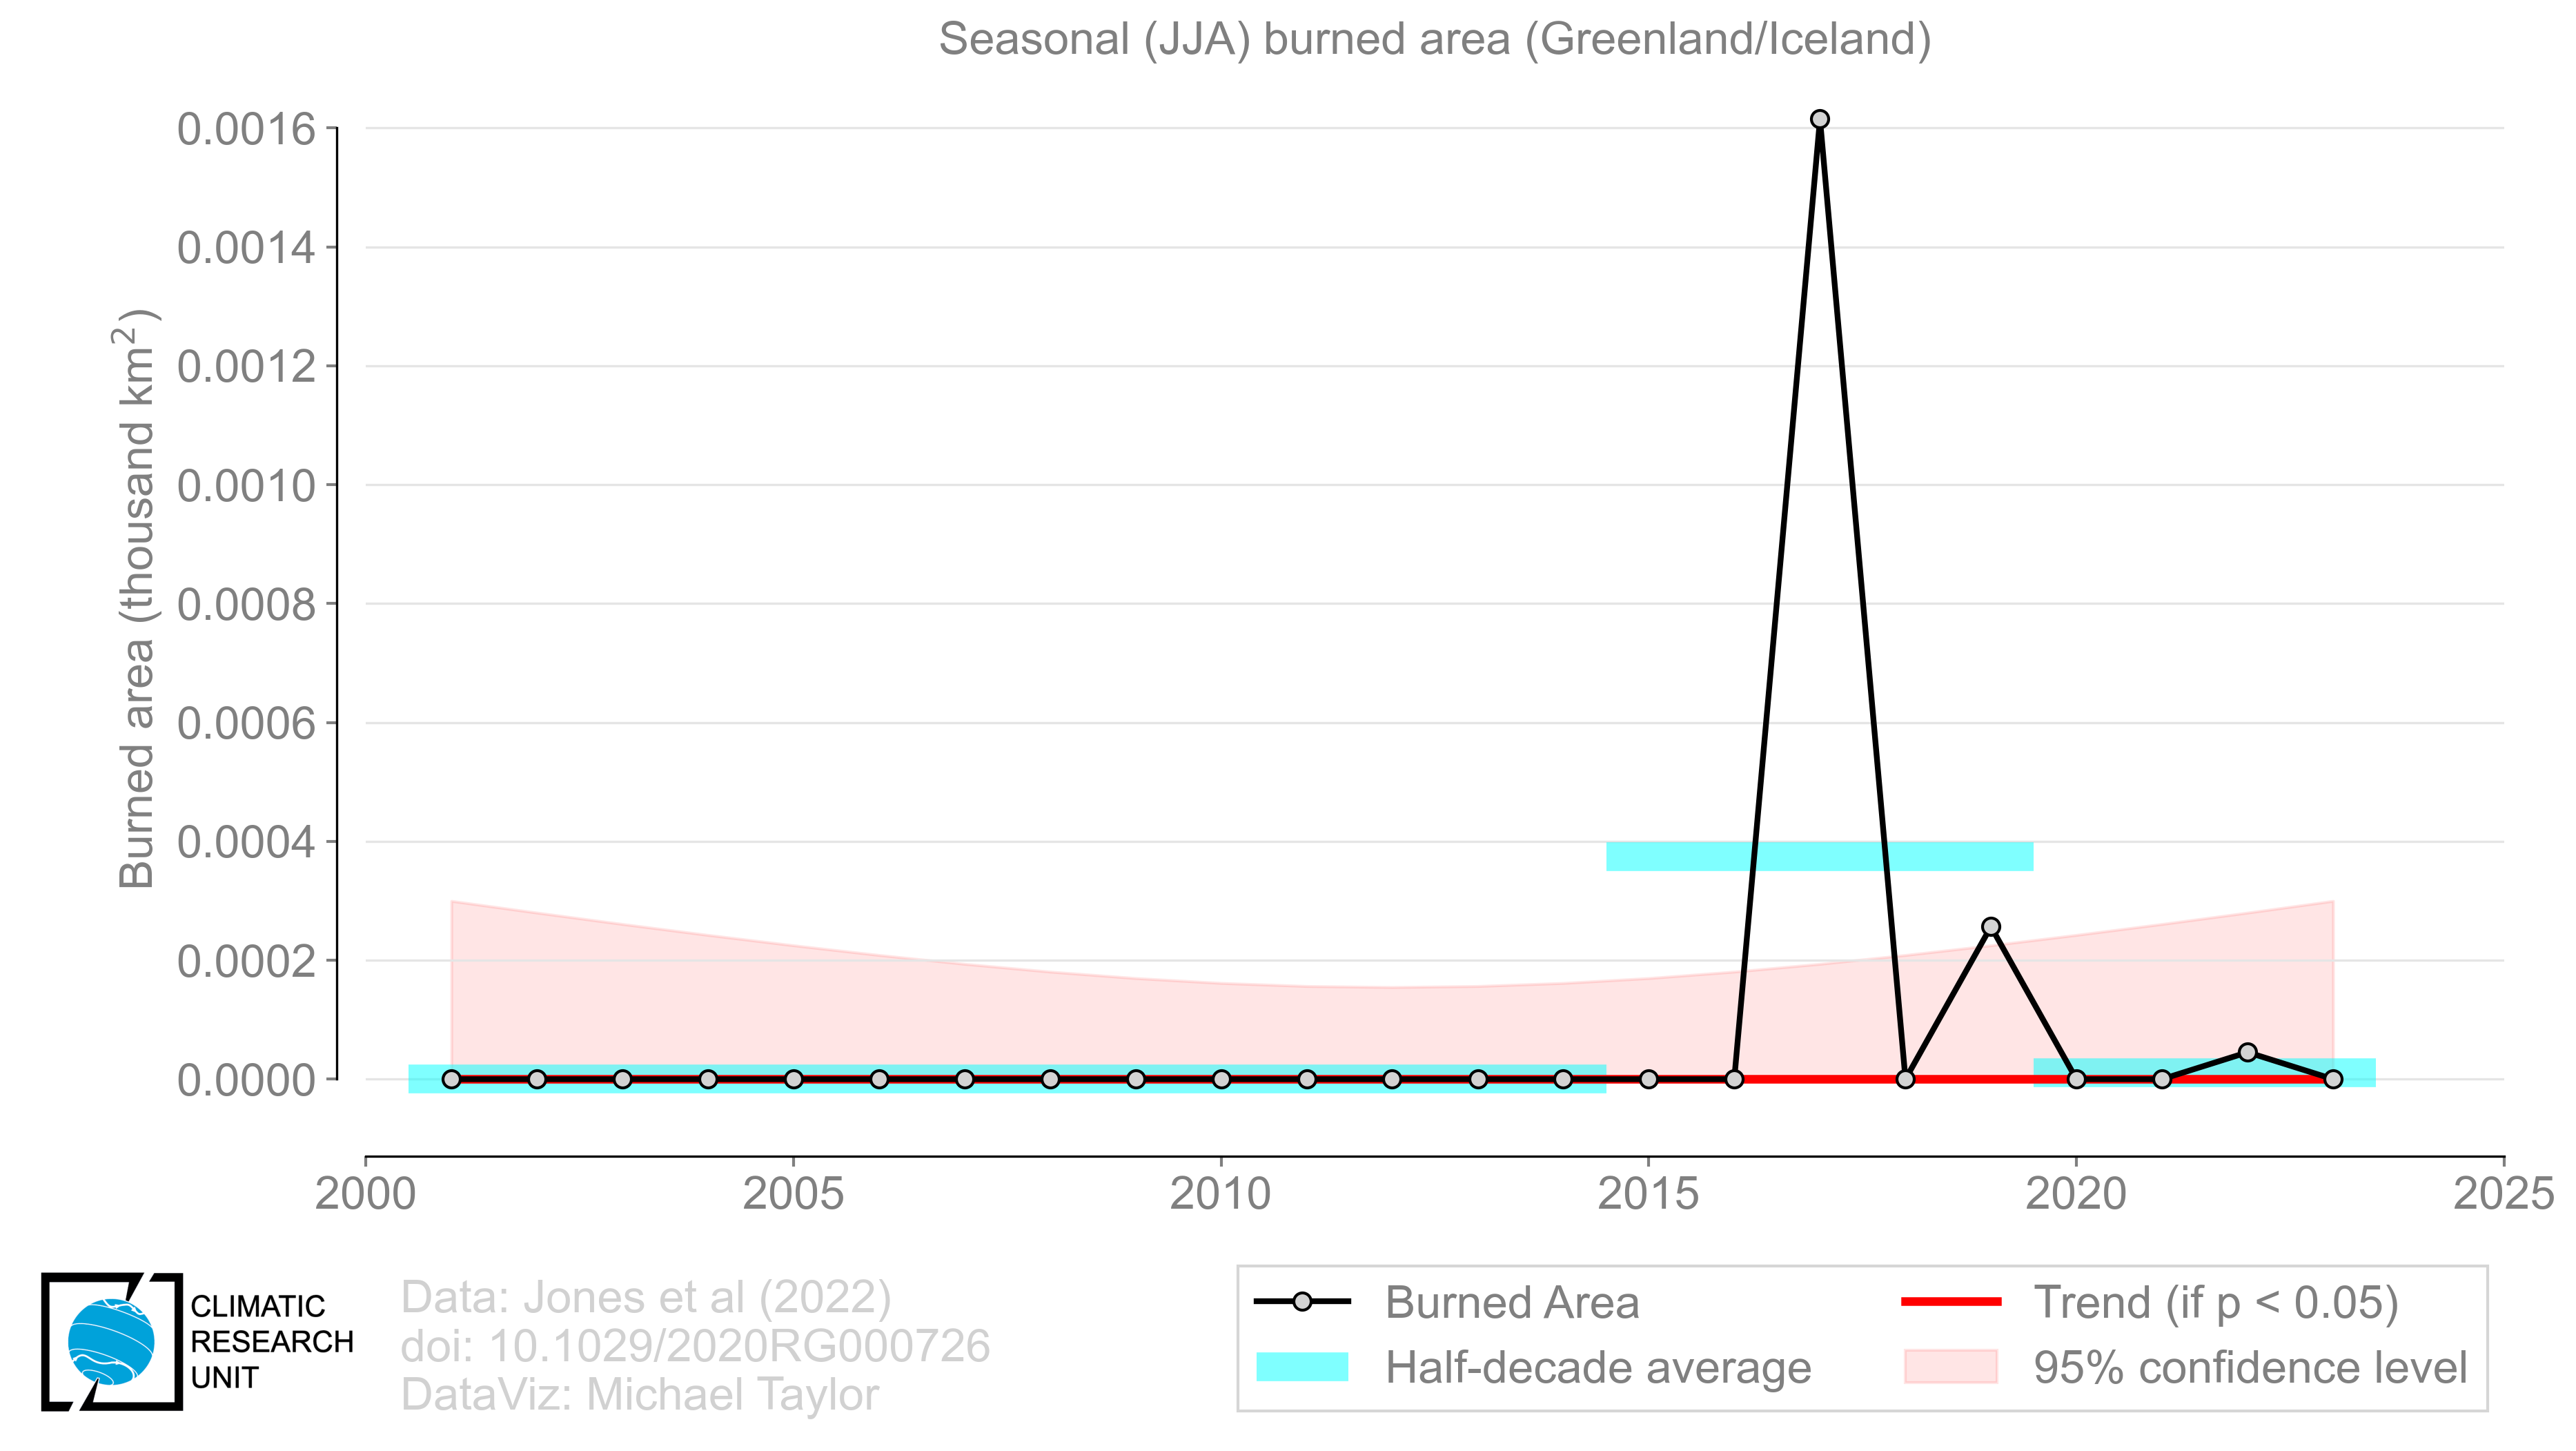 Seasonal (JJA) burned area (Greenland/Iceland)
Burned area (thousand km²)
0.0016
0.0014
0.0012
0.0010
0.0008
0.0006
0.0004
0.0002
0.0000
2000 2005 2010 2015 2020 2025
CLIMATIC
RESEARCH
UNIT
Data: Jones et al (2022)
doi: 10.1029/2020RG000726
DataViz: Michael Taylor
Burned Area
Half-decade average
Trend (if p < 0.05)
95% confidence level